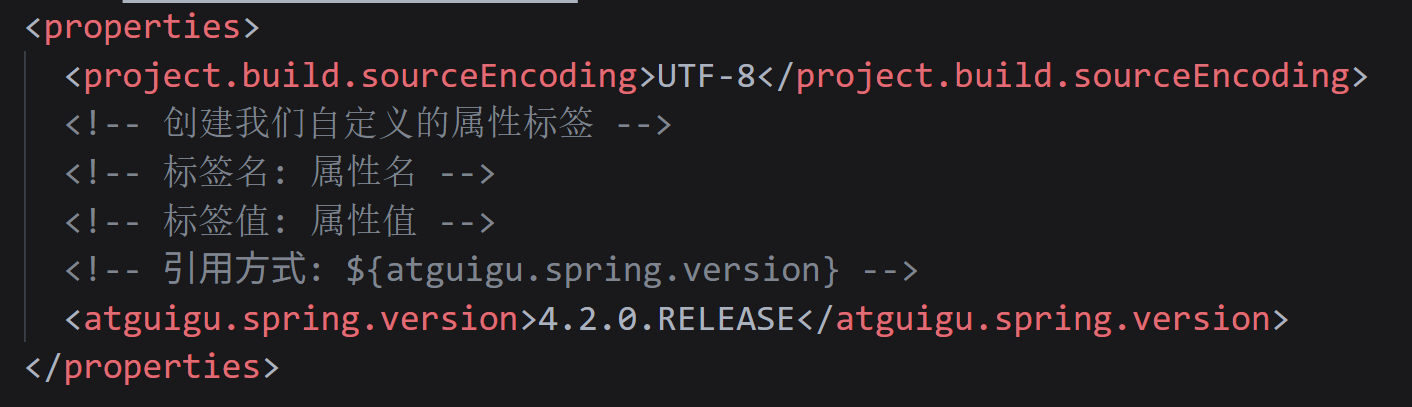 <properties>
<project.build.sourceEncoding>UTF-8</project.build.sourceEncoding>
<!-- 创建我们自定义的属性标签 -->
<!-- 标签名: 属性名 -->
<!-- 标签值: 属性值 -->
<!-- 引用方式: ${atguigu.spring.version} -->
<atguigu.spring.version>4.2.0.RELEASE</atguigu.spring.version>
</properties>